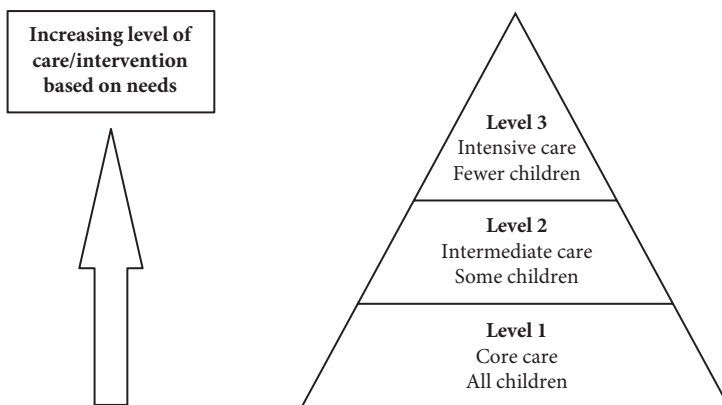 Increasing level of
care/intervention
based on needs
Level 3
Intensive care
Fewer children
Level 2
Intermediate care
Some children
Level 1
Core care
All children